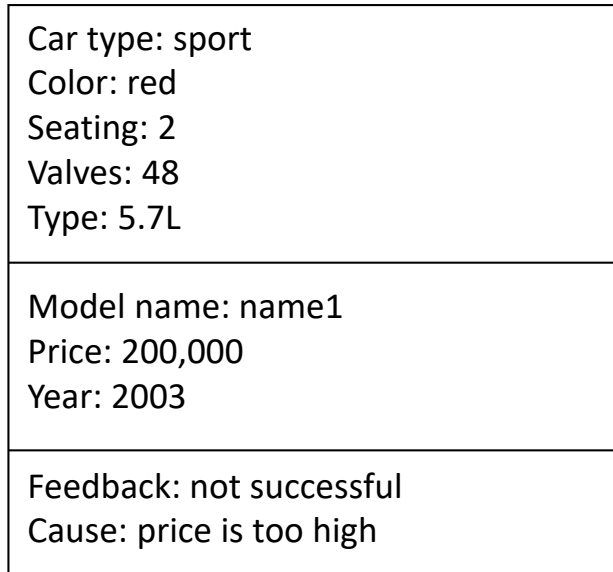 Car type: sport
Color: red
Seating: 2
Valves: 48
Type: 5.7L
Model name: name1
Price: 200,000
Year: 2003
Feedback: not successful
Cause: price is too high